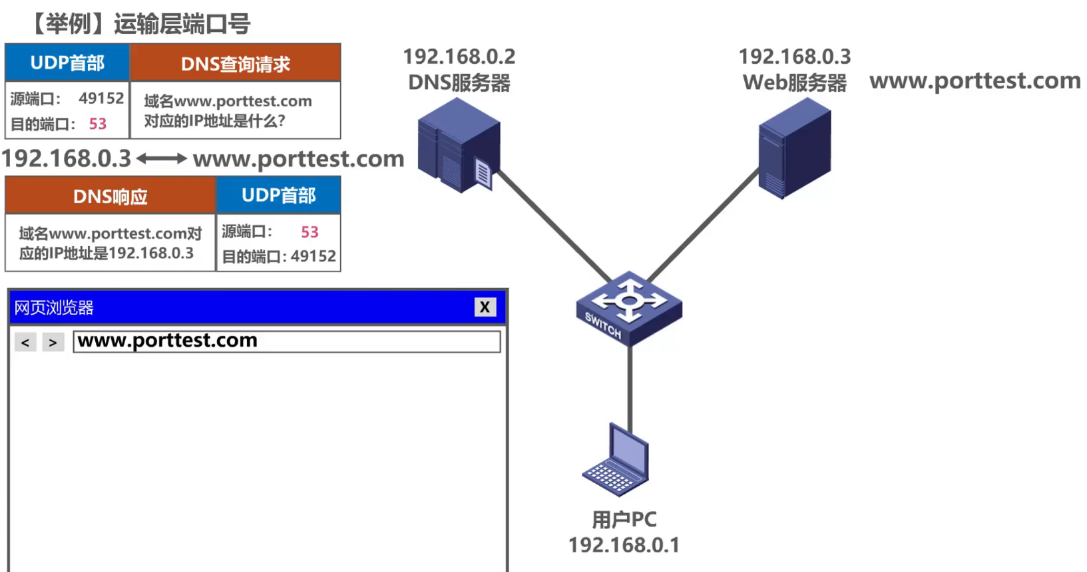 【举例】运输层端口号
UDP首部 DNS查询请求
源端口: 49152
目的端口: 53
域名www.porttest.com
对应的IP地址是什么?
192.168.0.3 www.porttest.com
DNS响应 UDP首部
域名www.porttest.com对
应的IP地址是192.168.0.3
源端口: 53
目的端口: 49152
网页浏览器 X
< > www.porttest.com
192.168.0.2
DNS服务器
192.168.0.3
Web服务器 www.porttest.com
SWITCH
用户PC
192.168.0.1